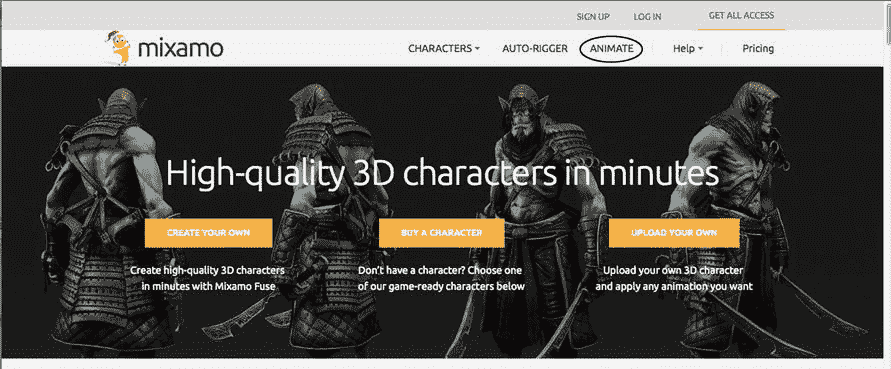 SIGN UP LOG IN GET ALL ACCESS
mixamo CHARACTERS AUTO-RIGGER ANIMATE Help Pricing
High-quality 3D characters in minutes
CREATE YOUR OWN BUY A CHARACTER UPLOAD YOUR OWN
Create high-quality 3D characters
in minutes with Mixamo Fuse
Don't have a character? Choose one
of our game-ready characters below
Upload your own 3D character
and apply any animation you want